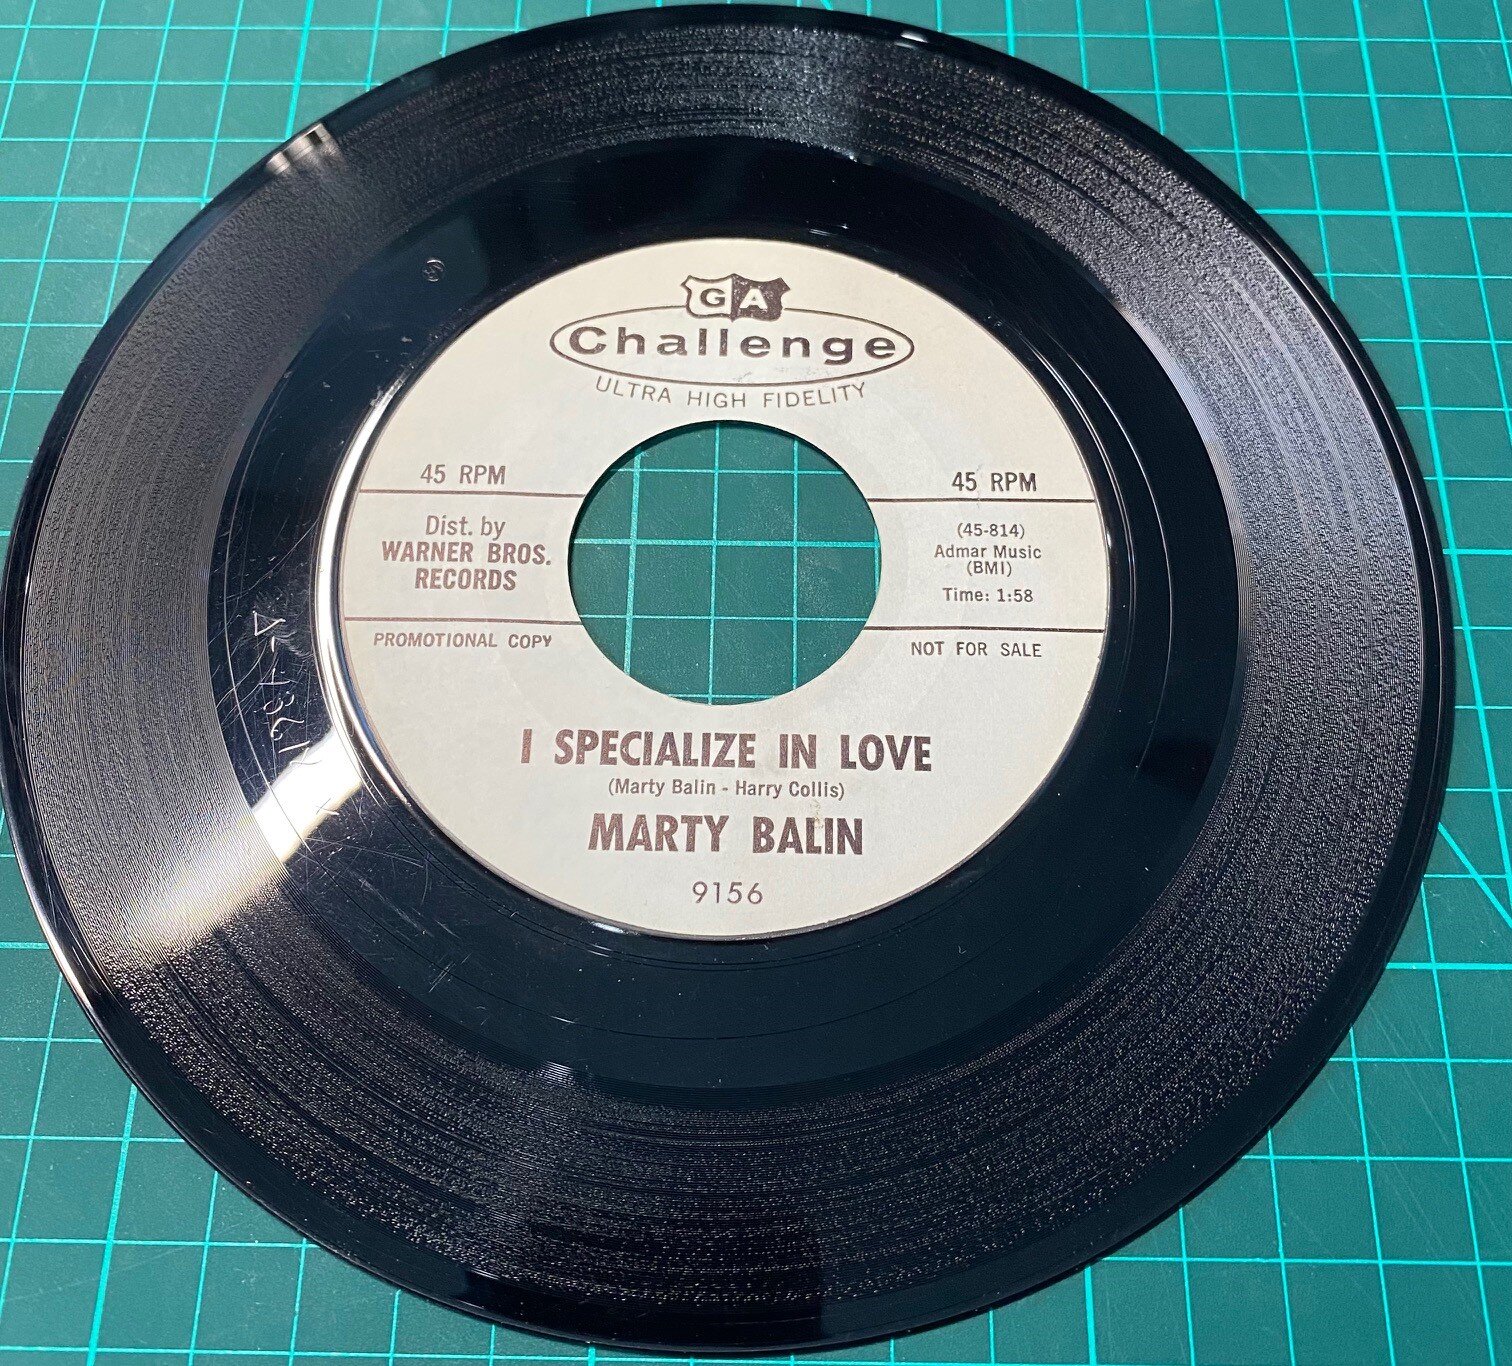 GA
Challenge
ULTRA HIGH FIDELITY
45 RPM
45 RPM
Dist. by
WARNER BROS.
RECORDS
(45-814)
Admar Music
(BMI)
Time: 1:58
PROMOTIONAL COPY
NOT FOR SALE
I SPECIALIZE IN LOVE
(Marty Balin - Harry Collis)
MARTY BALIN
9156